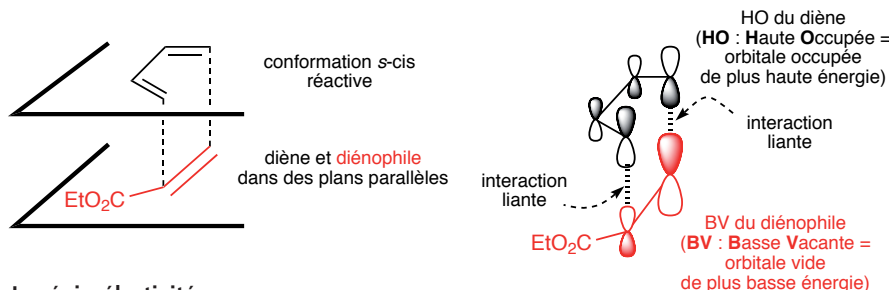 conformation s-cis
réactive
diène et diénophile
dans des plans parallèles
EtO2C
HO du diène
(HO : Haute Occupée =
orbitale occupée
de plus haute énergie)
interaction
liante
interaction
liante
EtO2C
BV du diénophile
(BV : Basse Vacante =
orbitale vide
de plus basse énergie)